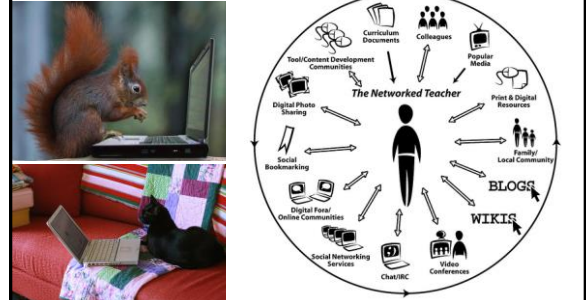 Curriculum
Documents
Colleagues
Popular
Media
Tool/Content Development
Communities
The Networked Teacher
Digital Photo
Sharing
Print & Digital
Resources
Social
Bookmarking
Family/
Local Community
BLOGS
WIKIS
Digital Fora/
Online Communities
Social Networking
Services
Chat/IRC
Video
Conferences